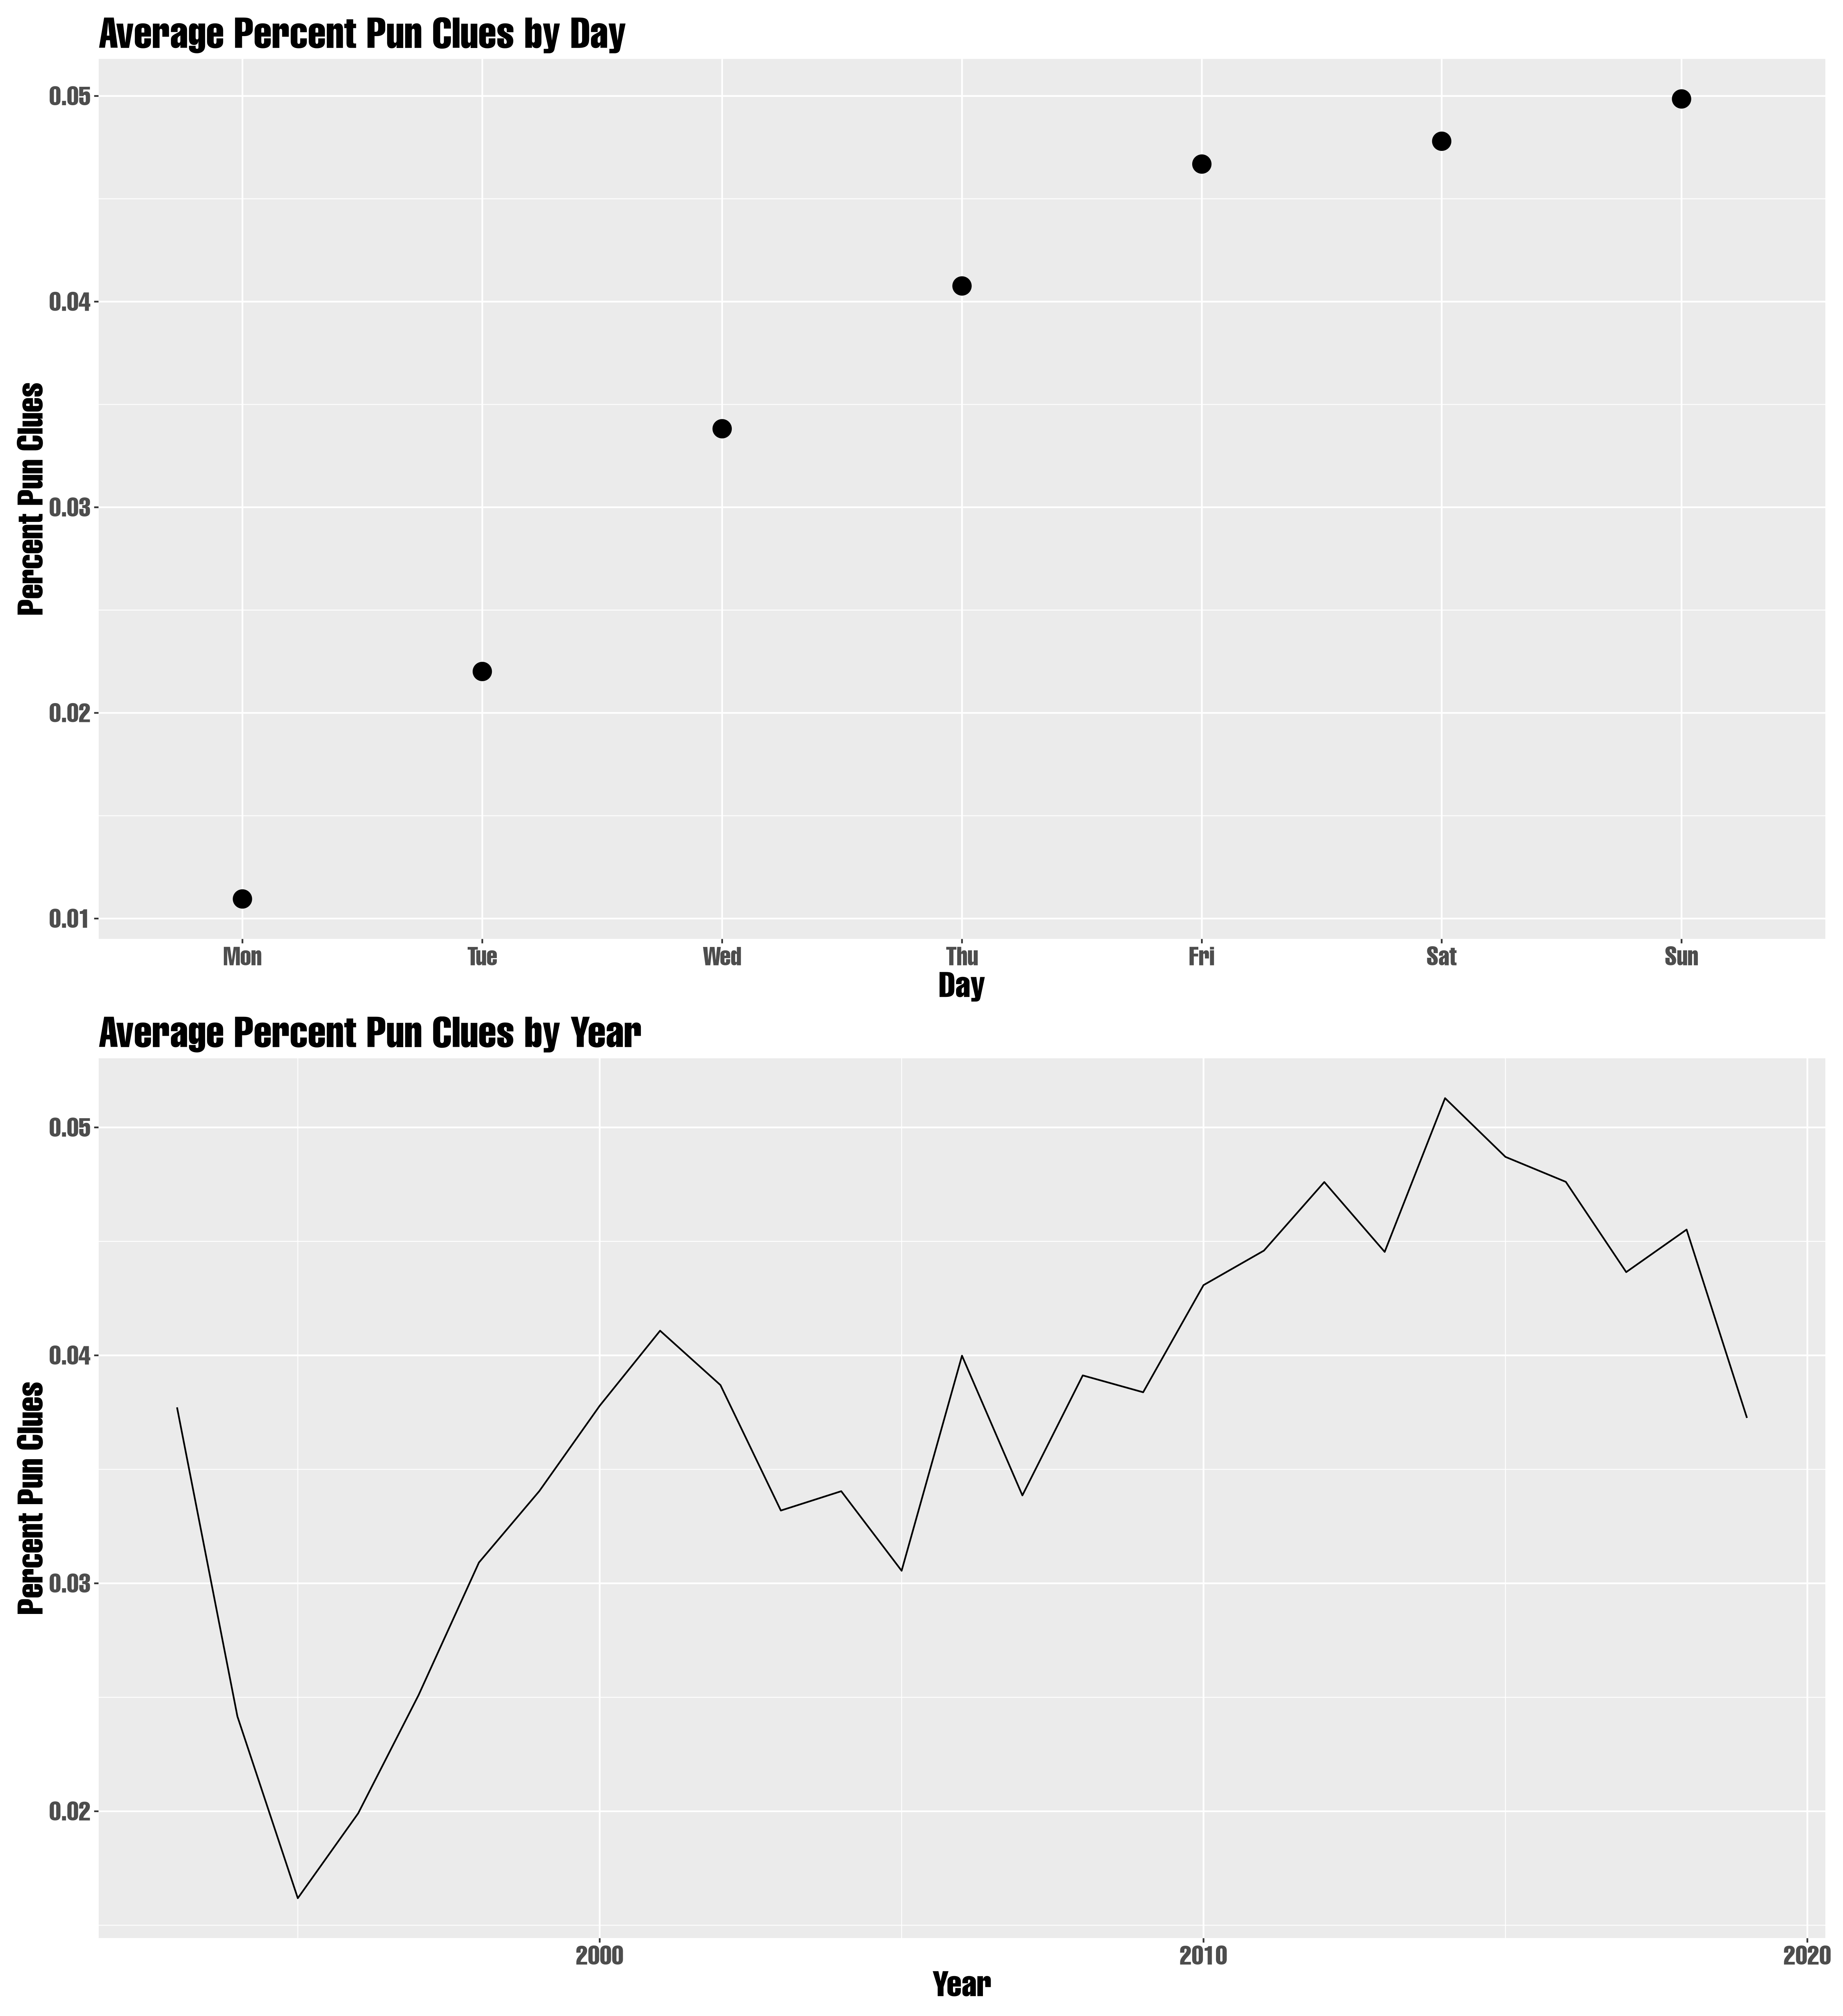 Average Percent Pun Clues by Day
Percent Pun Clues
0.05
0.04
0.03
0.02
0.01
Mon Tue Wed Thu Fri Sat Sun
Day
Average Percent Pun Clues by Year
Percent Pun Clues
0.05
0.04
0.03
0.02
2000 2010 2020
Year